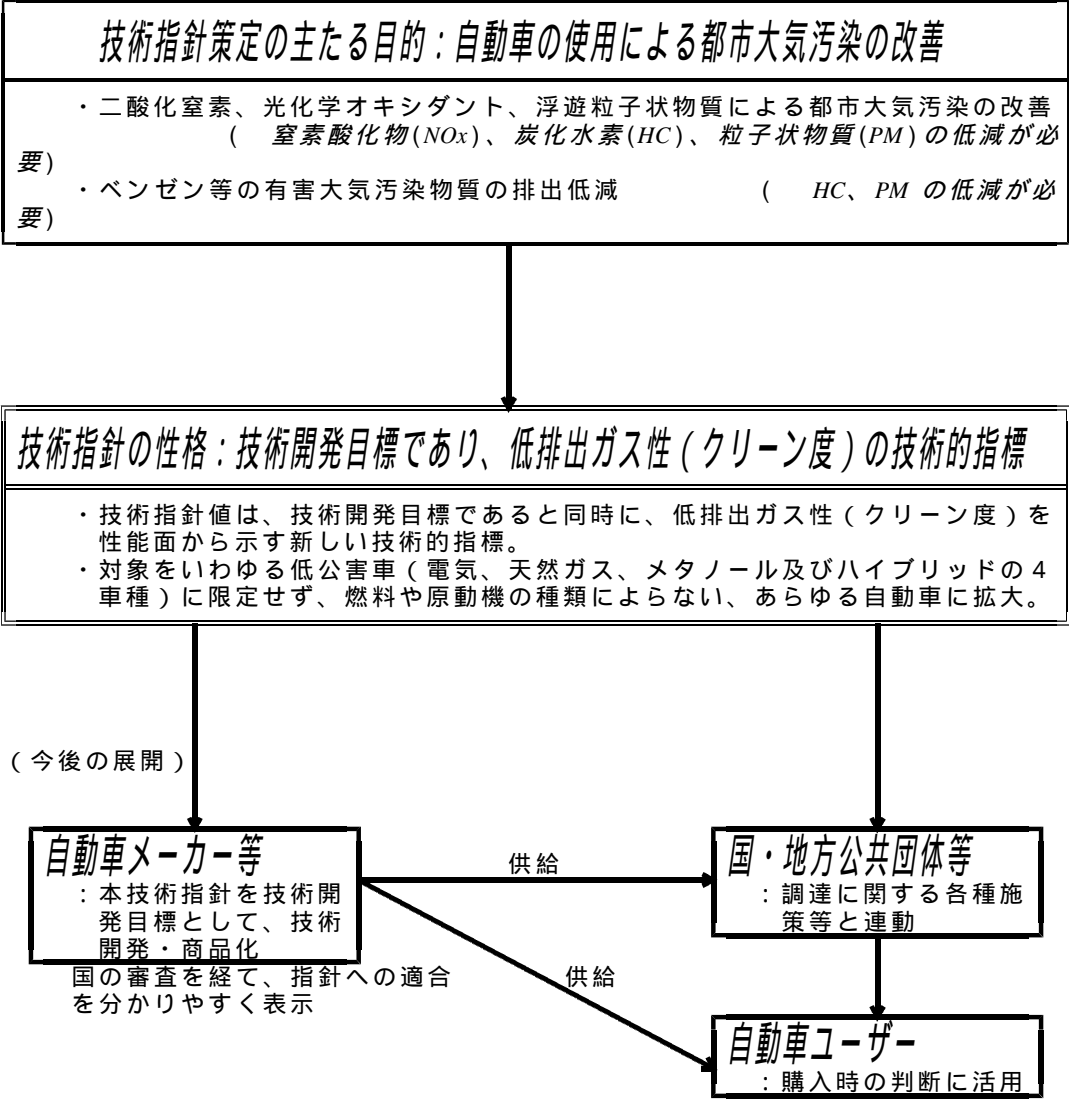 技術指針策定の主たる目的：自動車の使用による都市大気汚染の改善
・二酸化窒素、光化学オキシダント、浮遊粒子状物質による都市大気汚染の改善
(　窒素酸化物(NOx)、炭化水素(HC)、粒子状物質(PM)の低減が必
要)
・ベンゼン等の有害大気汚染物質の排出低減　(　HC、PM の低減が必
要)
技術指針の性格：技術開発目標であり、低排出ガス性（クリーン度）の技術的指標
・技術指針値は、技術開発目標であると同時に、低排出ガス性（クリーン度）を
性能面から示す新しい技術的指標。
・対象をいわゆる低公害車（電気、天然ガス、メタノール及びハイブリッドの４
車種）に限定せず、燃料や原動機の種類によらない、あらゆる自動車に拡大。
（今後の展開）
自動車メーカー等
：本技術指針を技術開
発目標として、技術
開発・商品化
国の審査を経て、指針への適合
を分かりやすく表示
供給
供給
国・地方公共団体等
：調達に関する各種施
策等と連動
自動車ユーザー
：購入時の判断に活用